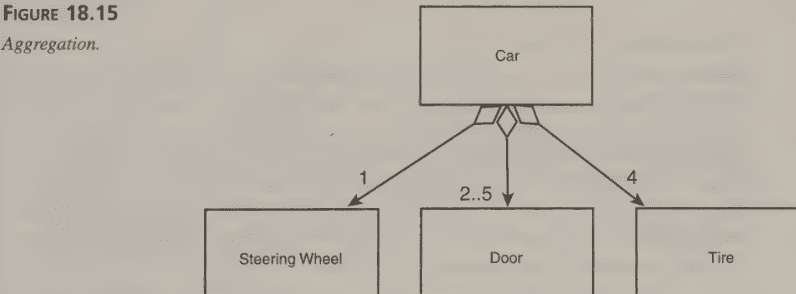 FIGURE 18.15
Aggregation.
Car
1
2..5
4
Steering Wheel
Door
Tire